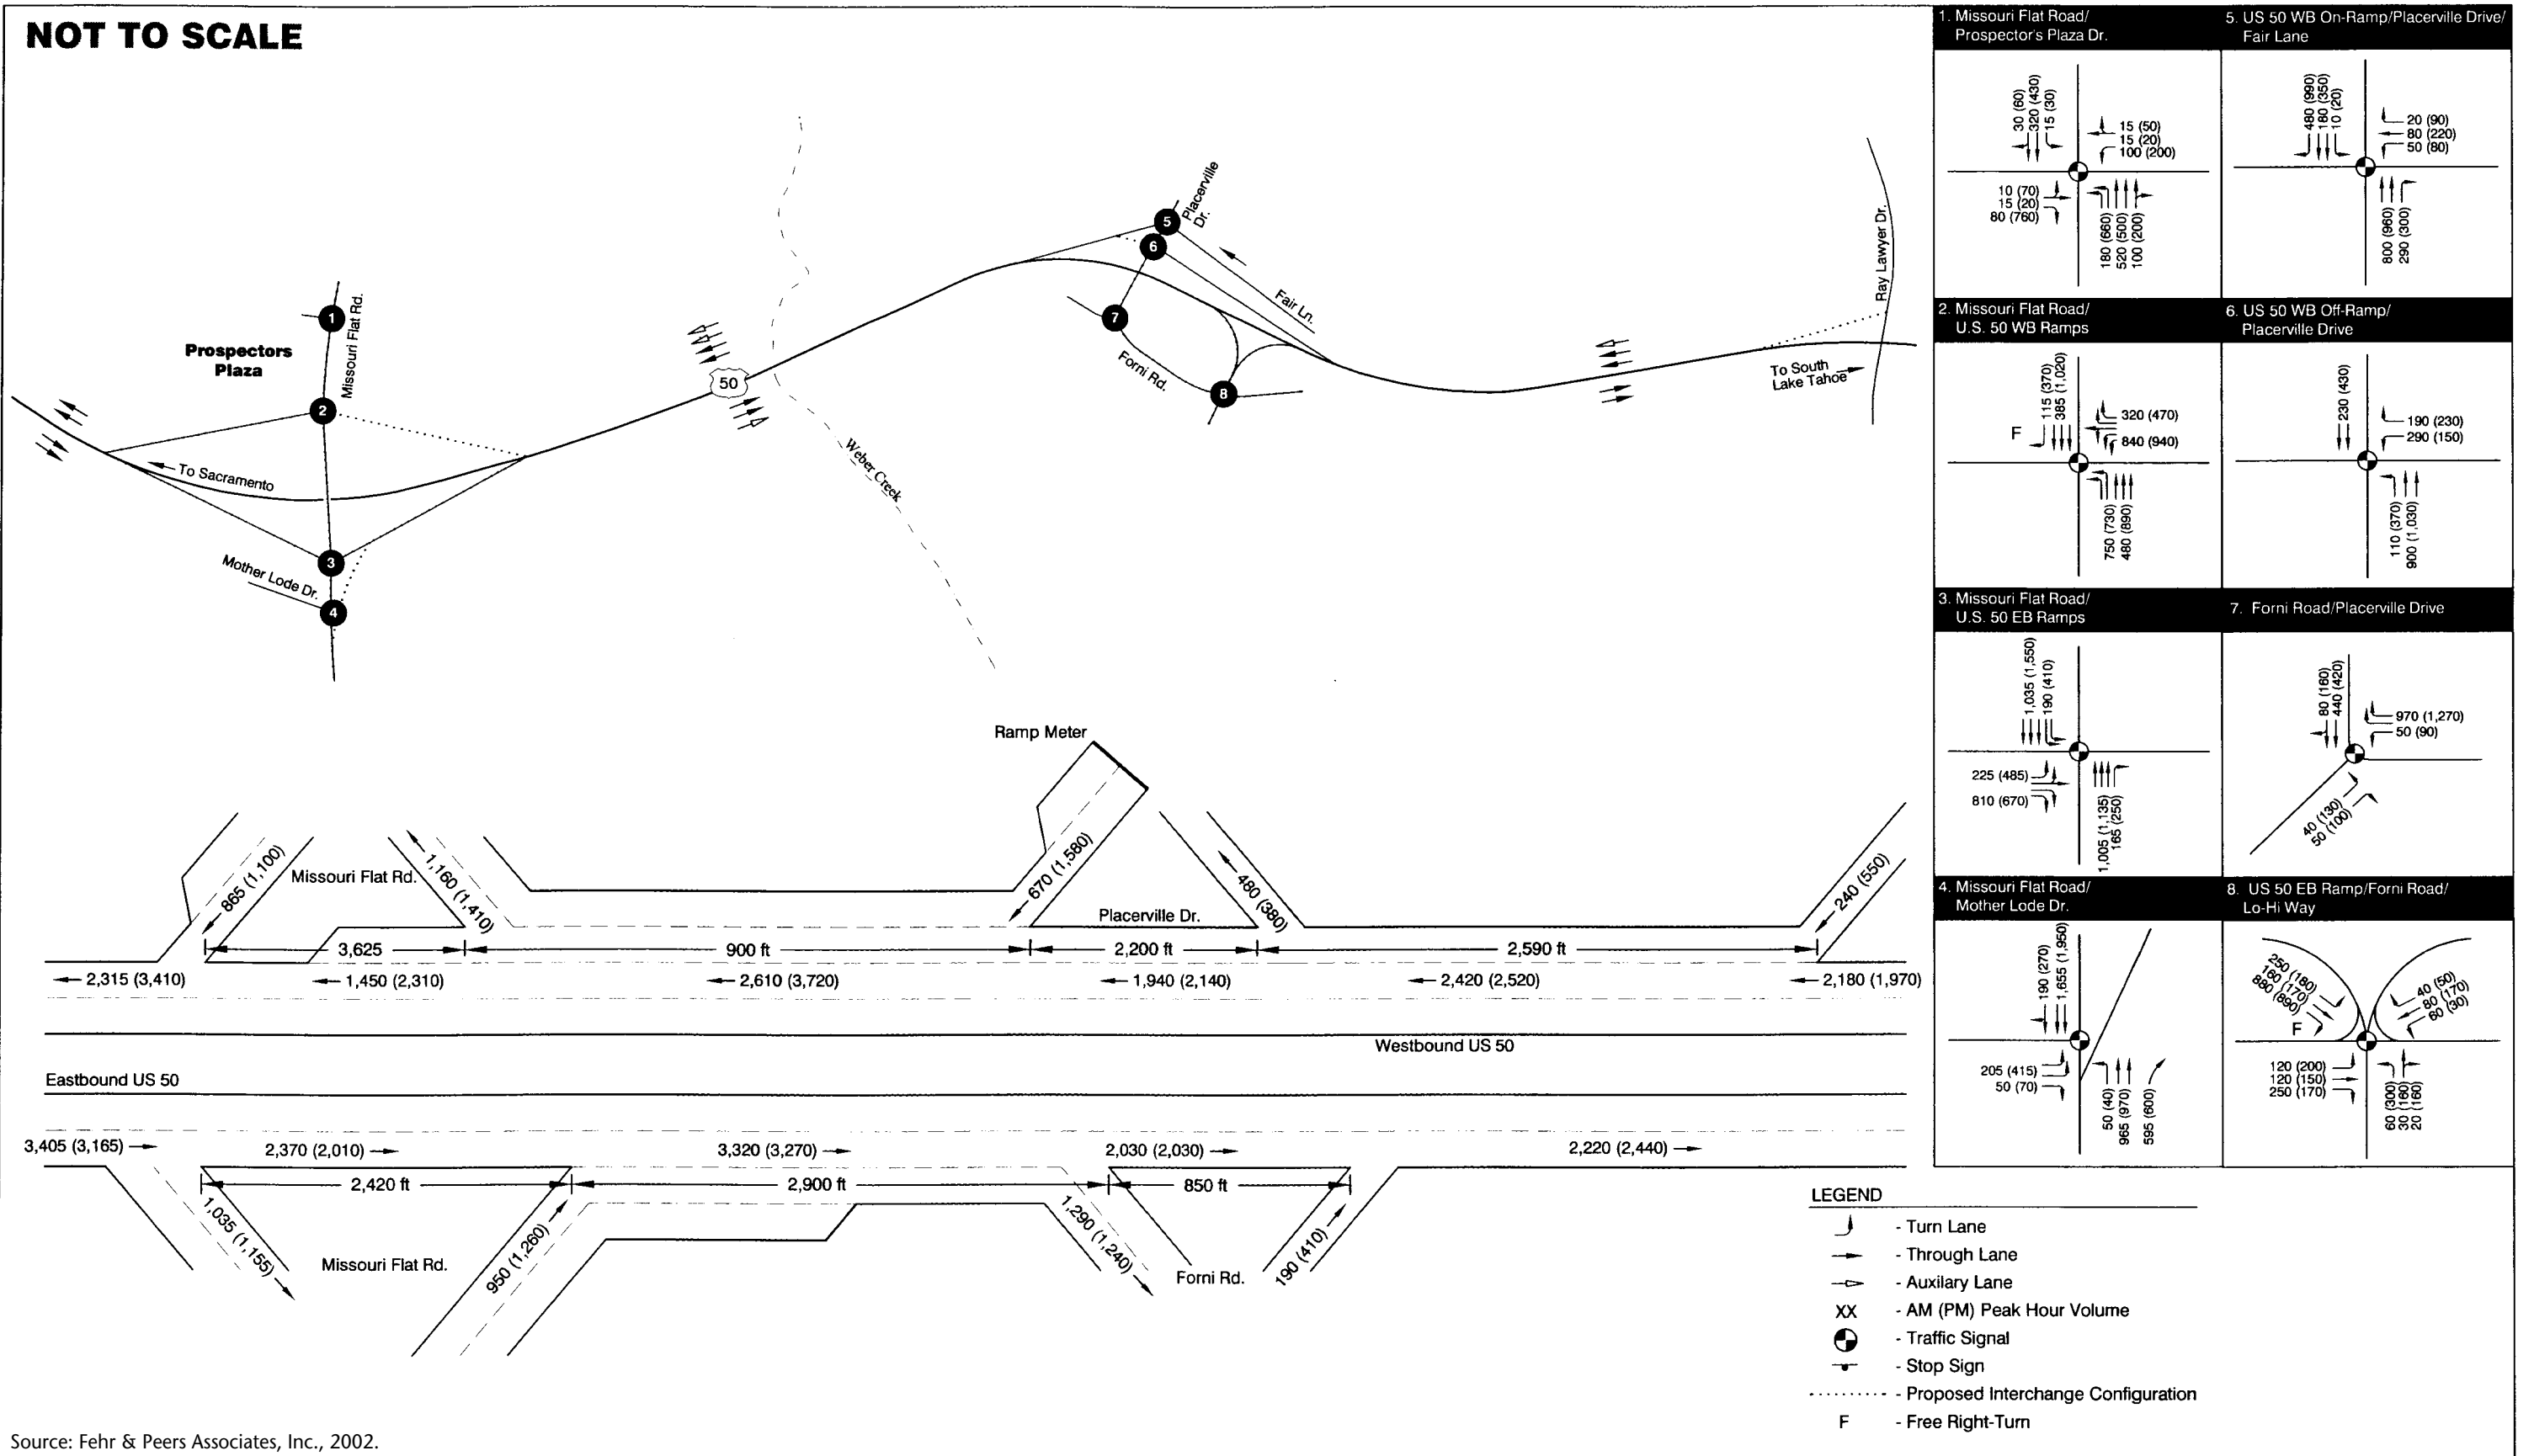 NOT TO SCALE
1
Missouri Flat Rd.
Prospectors
Plaza
2
To Sacramento
3
Mother Lode Dr.
4
50
Weber Creek
5
Placerville
Dr.
6
Fair Ln.
7
Forni Rd.
8
Ray Lawyer Dr.
To South
Lake Tahoe
Ramp Meter
865 (1,100)
Missouri Flat Rd.
1,160 (1,410)
670 (1,580)
Placerville Dr.
480 (380)
240 (550)
3,625
900 ft
2,200 ft
2,590 ft
2,315 (3,410)
1,450 (2,310)
2,610 (3,720)
1,940 (2,140)
2,420 (2,520)
2,180 (1,970)
Westbound US 50
Eastbound US 50
3,405 (3,165)
2,370 (2,010)
3,320 (3,270)
2,030 (2,030)
2,220 (2,440)
2,420 ft
2,900 ft
850 ft
1,035 (1,155)
Missouri Flat Rd.
950 (1,260)
1,290 (1,240)
Forni Rd.
190 (410)
1. Missouri Flat Road/
Prospector's Plaza Dr.
30 (60)
320 (430)
15 (30)
15 (50)
15 (20)
100 (200)
10 (70)
15 (20)
80 (760)
180 (660)
520 (500)
100 (200)
5. US 50 WB On-Ramp/Placerville Drive/
Fair Lane
480 (990)
180 (350)
10 (20)
20 (90)
80 (220)
50 (80)
800 (960)
290 (300)
2. Missouri Flat Road/
U.S. 50 WB Ramps
115 (370)
385 (1,020)
F
320 (470)
840 (940)
750 (730)
480 (890)
6. US 50 WB Off-Ramp/
Placerville Drive
230 (430)
190 (230)
290 (150)
110 (370)
900 (1,030)
3. Missouri Flat Road/
U.S. 50 EB Ramps
1,035 (1,550)
190 (410)
225 (485)
810 (670)
1,005 (1,135)
165 (250)
7. Forni Road/Placerville Drive
80 (160)
440 (420)
970 (1,270)
50 (90)
40 (130)
50 (100)
4. Missouri Flat Road/
Mother Lode Dr.
190 (270)
1,655 (1,950)
205 (415)
50 (70)
50 (40)
965 (970)
595 (600)
8. US 50 EB Ramp/Forni Road/
Lo-Hi Way
250 (180)
160 (170)
880 (890)
F
40 (50)
80 (170)
60 (30)
120 (200)
120 (150)
250 (170)
60 (300)
30 (160)
20 (160)
LEGEND
- Turn Lane
- Through Lane
- Auxilary Lane
XX - AM (PM) Peak Hour Volume
- Traffic Signal
- Stop Sign
- Proposed Interchange Configuration
F - Free Right-Turn
Source: Fehr & Peers Associates, Inc., 2002.